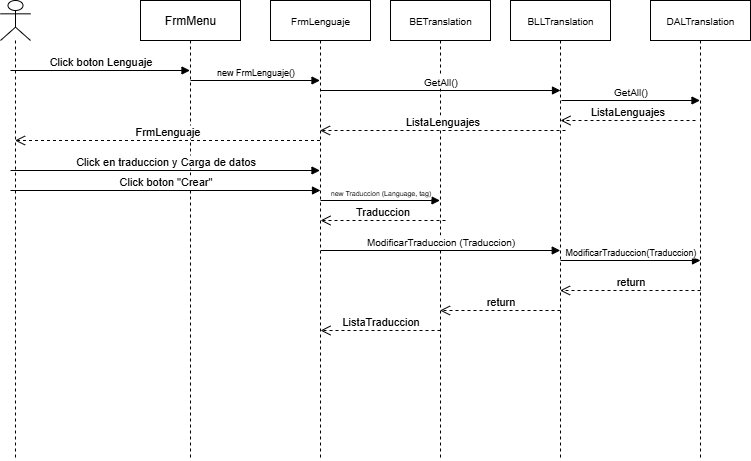 FrmMenu
FrmLenguaje
BETranslation
BLLTranslation
DALTranslation
Click boton Lenguaje
new FrmLenguaje()
GetAll()
GetAll()
ListaLenguajes
ListaLenguajes
FrmLenguaje
Click en traduccion y Carga de datos
Click boton "Crear"
new Traduccion (Language, tag)
Traduccion
ModificarTraduccion (Traduccion)
ModificarTraduccion(Traduccion)
return
return
ListaTraduccion